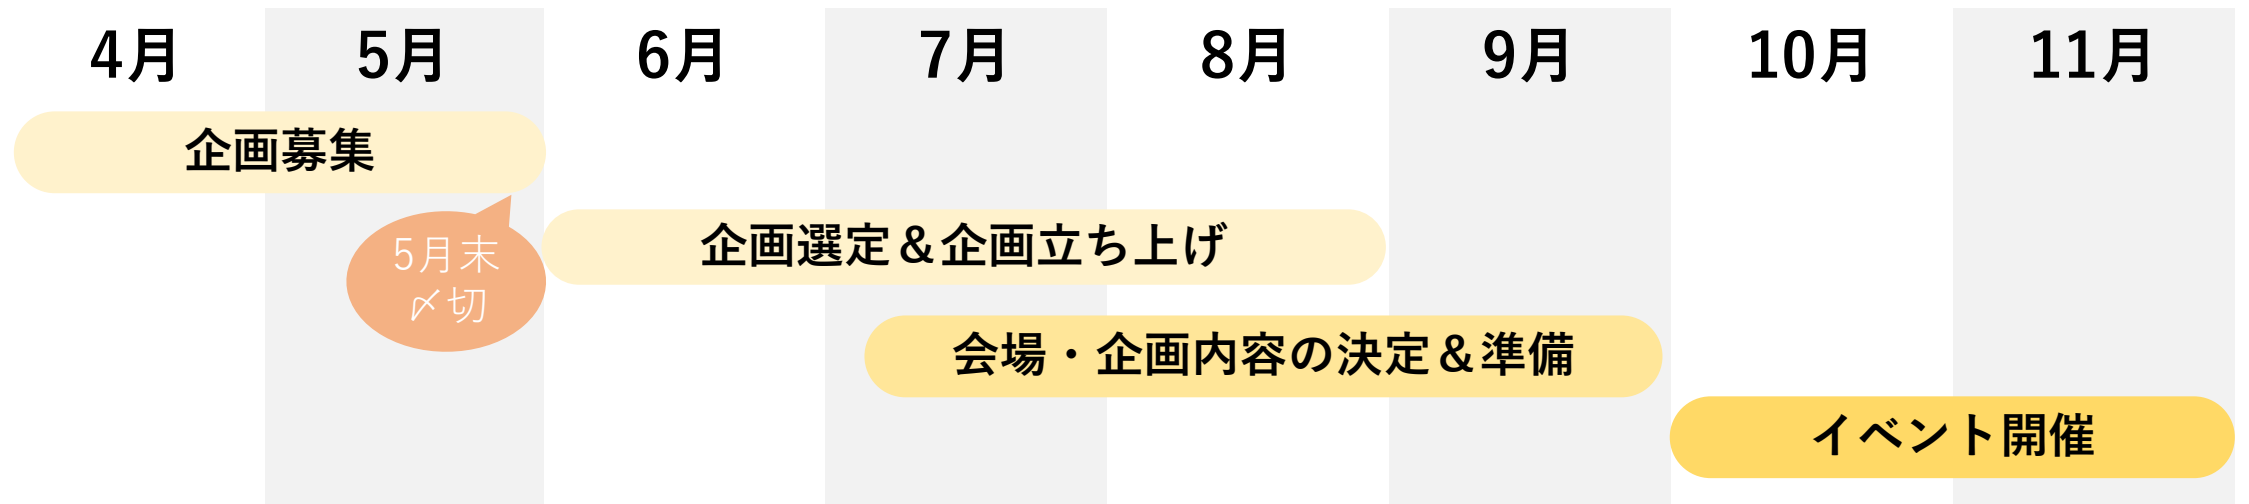 4月 5月 6月 7月 8月 9月 10月 11月
企画募集
5月末
〆切
企画選定＆企画立ち上げ
会場・企画内容の決定＆準備
イベント開催